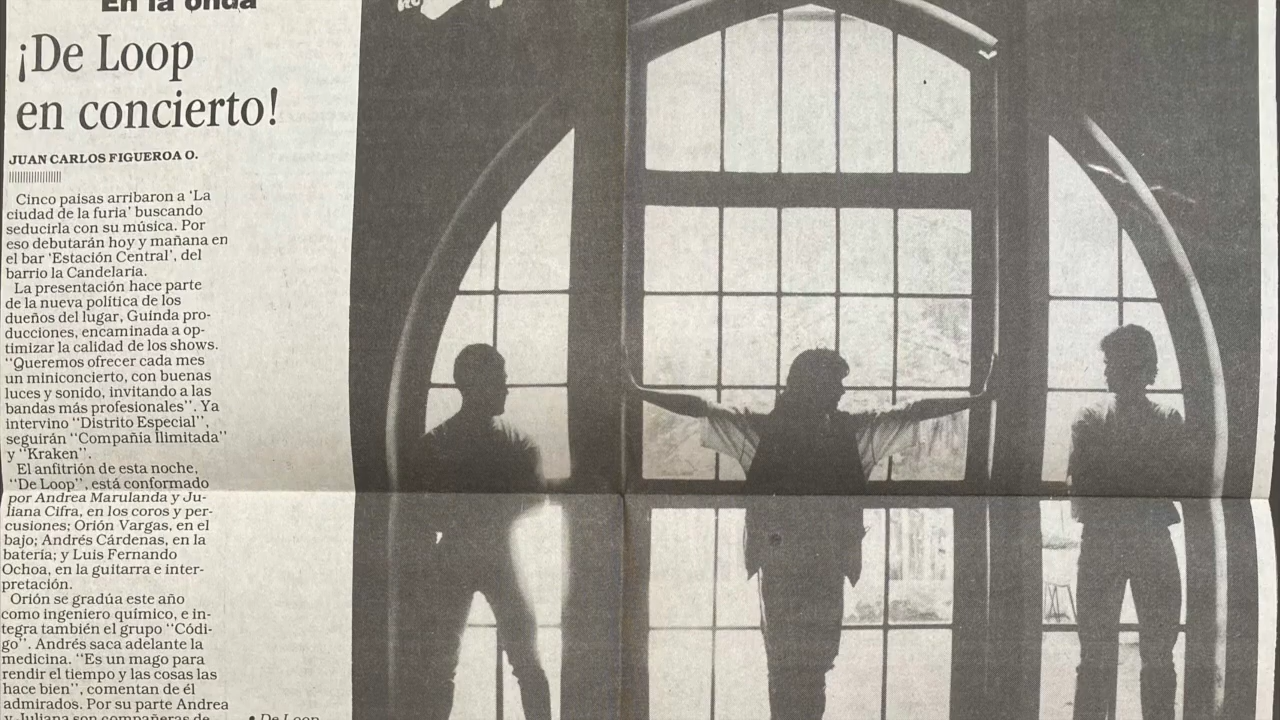 En la onda
¡De Loop
en concierto!
JUAN CARLOS FIGUEROA O.
Cinco paisas arribaron a ‘La
ciudad de la furia’ buscando
seducirla con su música. Por
eso debutarán hoy y mañana en
el bar ‘Estación Central’, del
barrio la Candelaria.
La presentación hace parte
de la nueva política de los
dueños del lugar, Guinda pro-
ducciones, encaminada a op-
timizar la calidad de los shows.
“Queremos ofrecer cada mes
un miniconcierto, con buenas
luces y sonido, invitando a las
bandas más profesionales”. Ya
intervino “Distrito Especial”,
seguirán “Compañía Ilimitada”
y “Kraken”.
El anfitrión de esta noche,
“De Loop”, está conformado
por Andrea Marulanda y Ju-
liana Cifra, en los coros y per-
cusiones; Orión Vargas, en el
bajo; Andrés Cárdenas, en la
batería; y Luis Fernando
Ochoa, en la guitarra e inter-
pretación.
Orión se gradúa este año
como ingeniero químico, e in-
tegra también el grupo “Códi-
go”. Andrés saca adelante la
medicina. “Es un mago para
rendir el tiempo y las cosas las
hace bien”, comentan de él
admirados. Por su parte Andrea
y Juliana son compañeras de
• De Loop